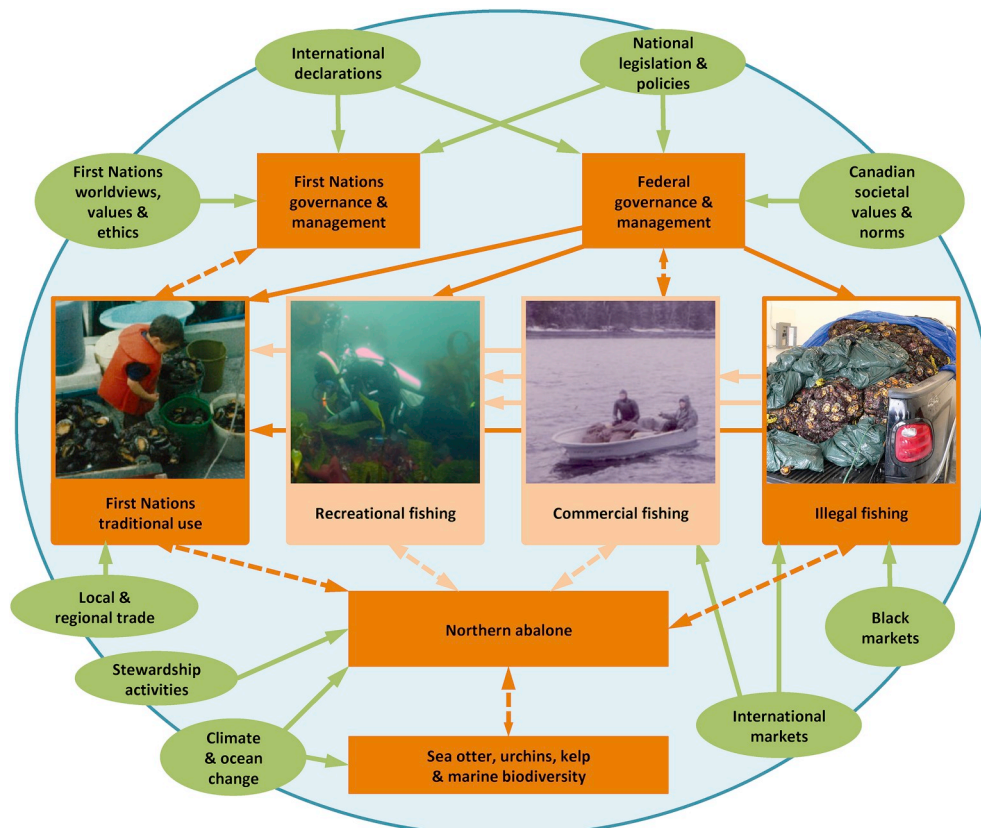 International
declarations
National
legislation &
policies
First Nations
worldviews,
values &
ethics
First Nations
governance &
management
Federal
governance &
management
Canadian
societal
values &
norms
First Nations
traditional use
Recreational fishing
Commercial fishing
Illegal fishing
Local &
regional trade
Northern abalone
Black
markets
Stewardship
activities
International
markets
Climate
& ocean
change
Sea otter, urchins, kelp
& marine biodiversity